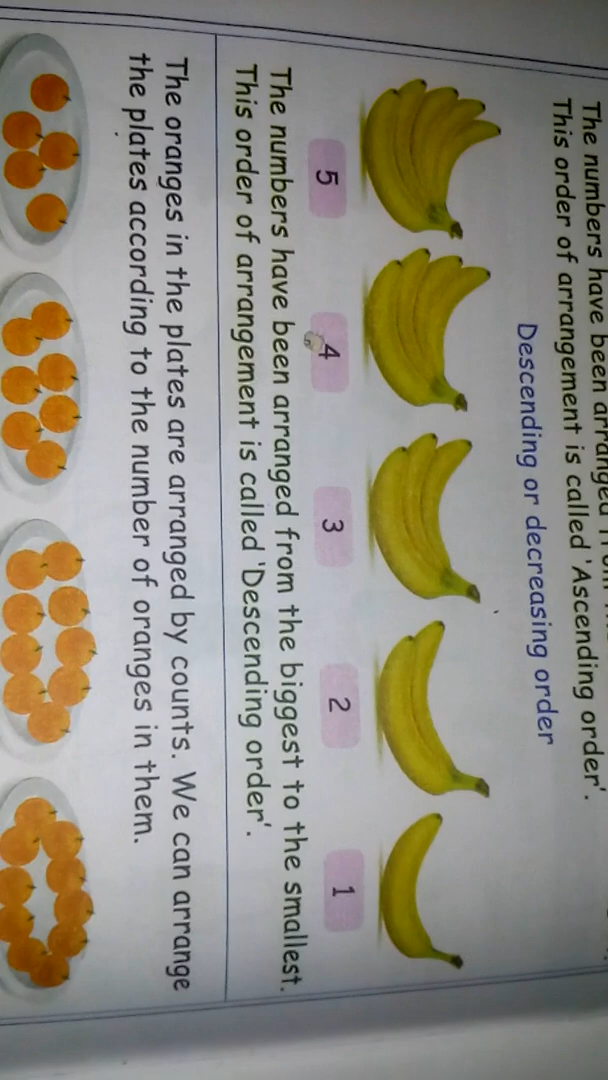 The numbers have been arranged
This order of arrangement is called 'Ascending order'.
Descending or decreasing order
5 4 3 2 1
The numbers have been arranged from the biggest to the smallest.
This order of arrangement is called 'Descending order'.
The oranges in the plates are arranged by counts. We can arrange
the plates according to the number of oranges in them.